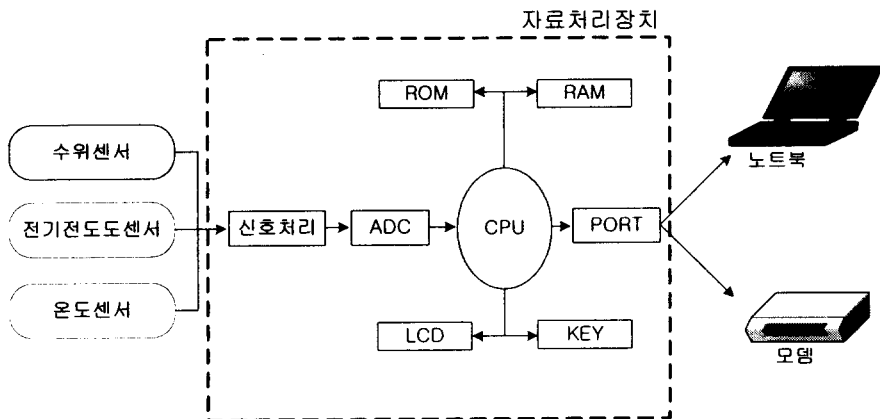 자료처리장치
ROM
RAM
수위센서
전기전도도센서
온도센서
신호처리
ADC
CPU
PORT
LCD
KEY
노트북
모뎀